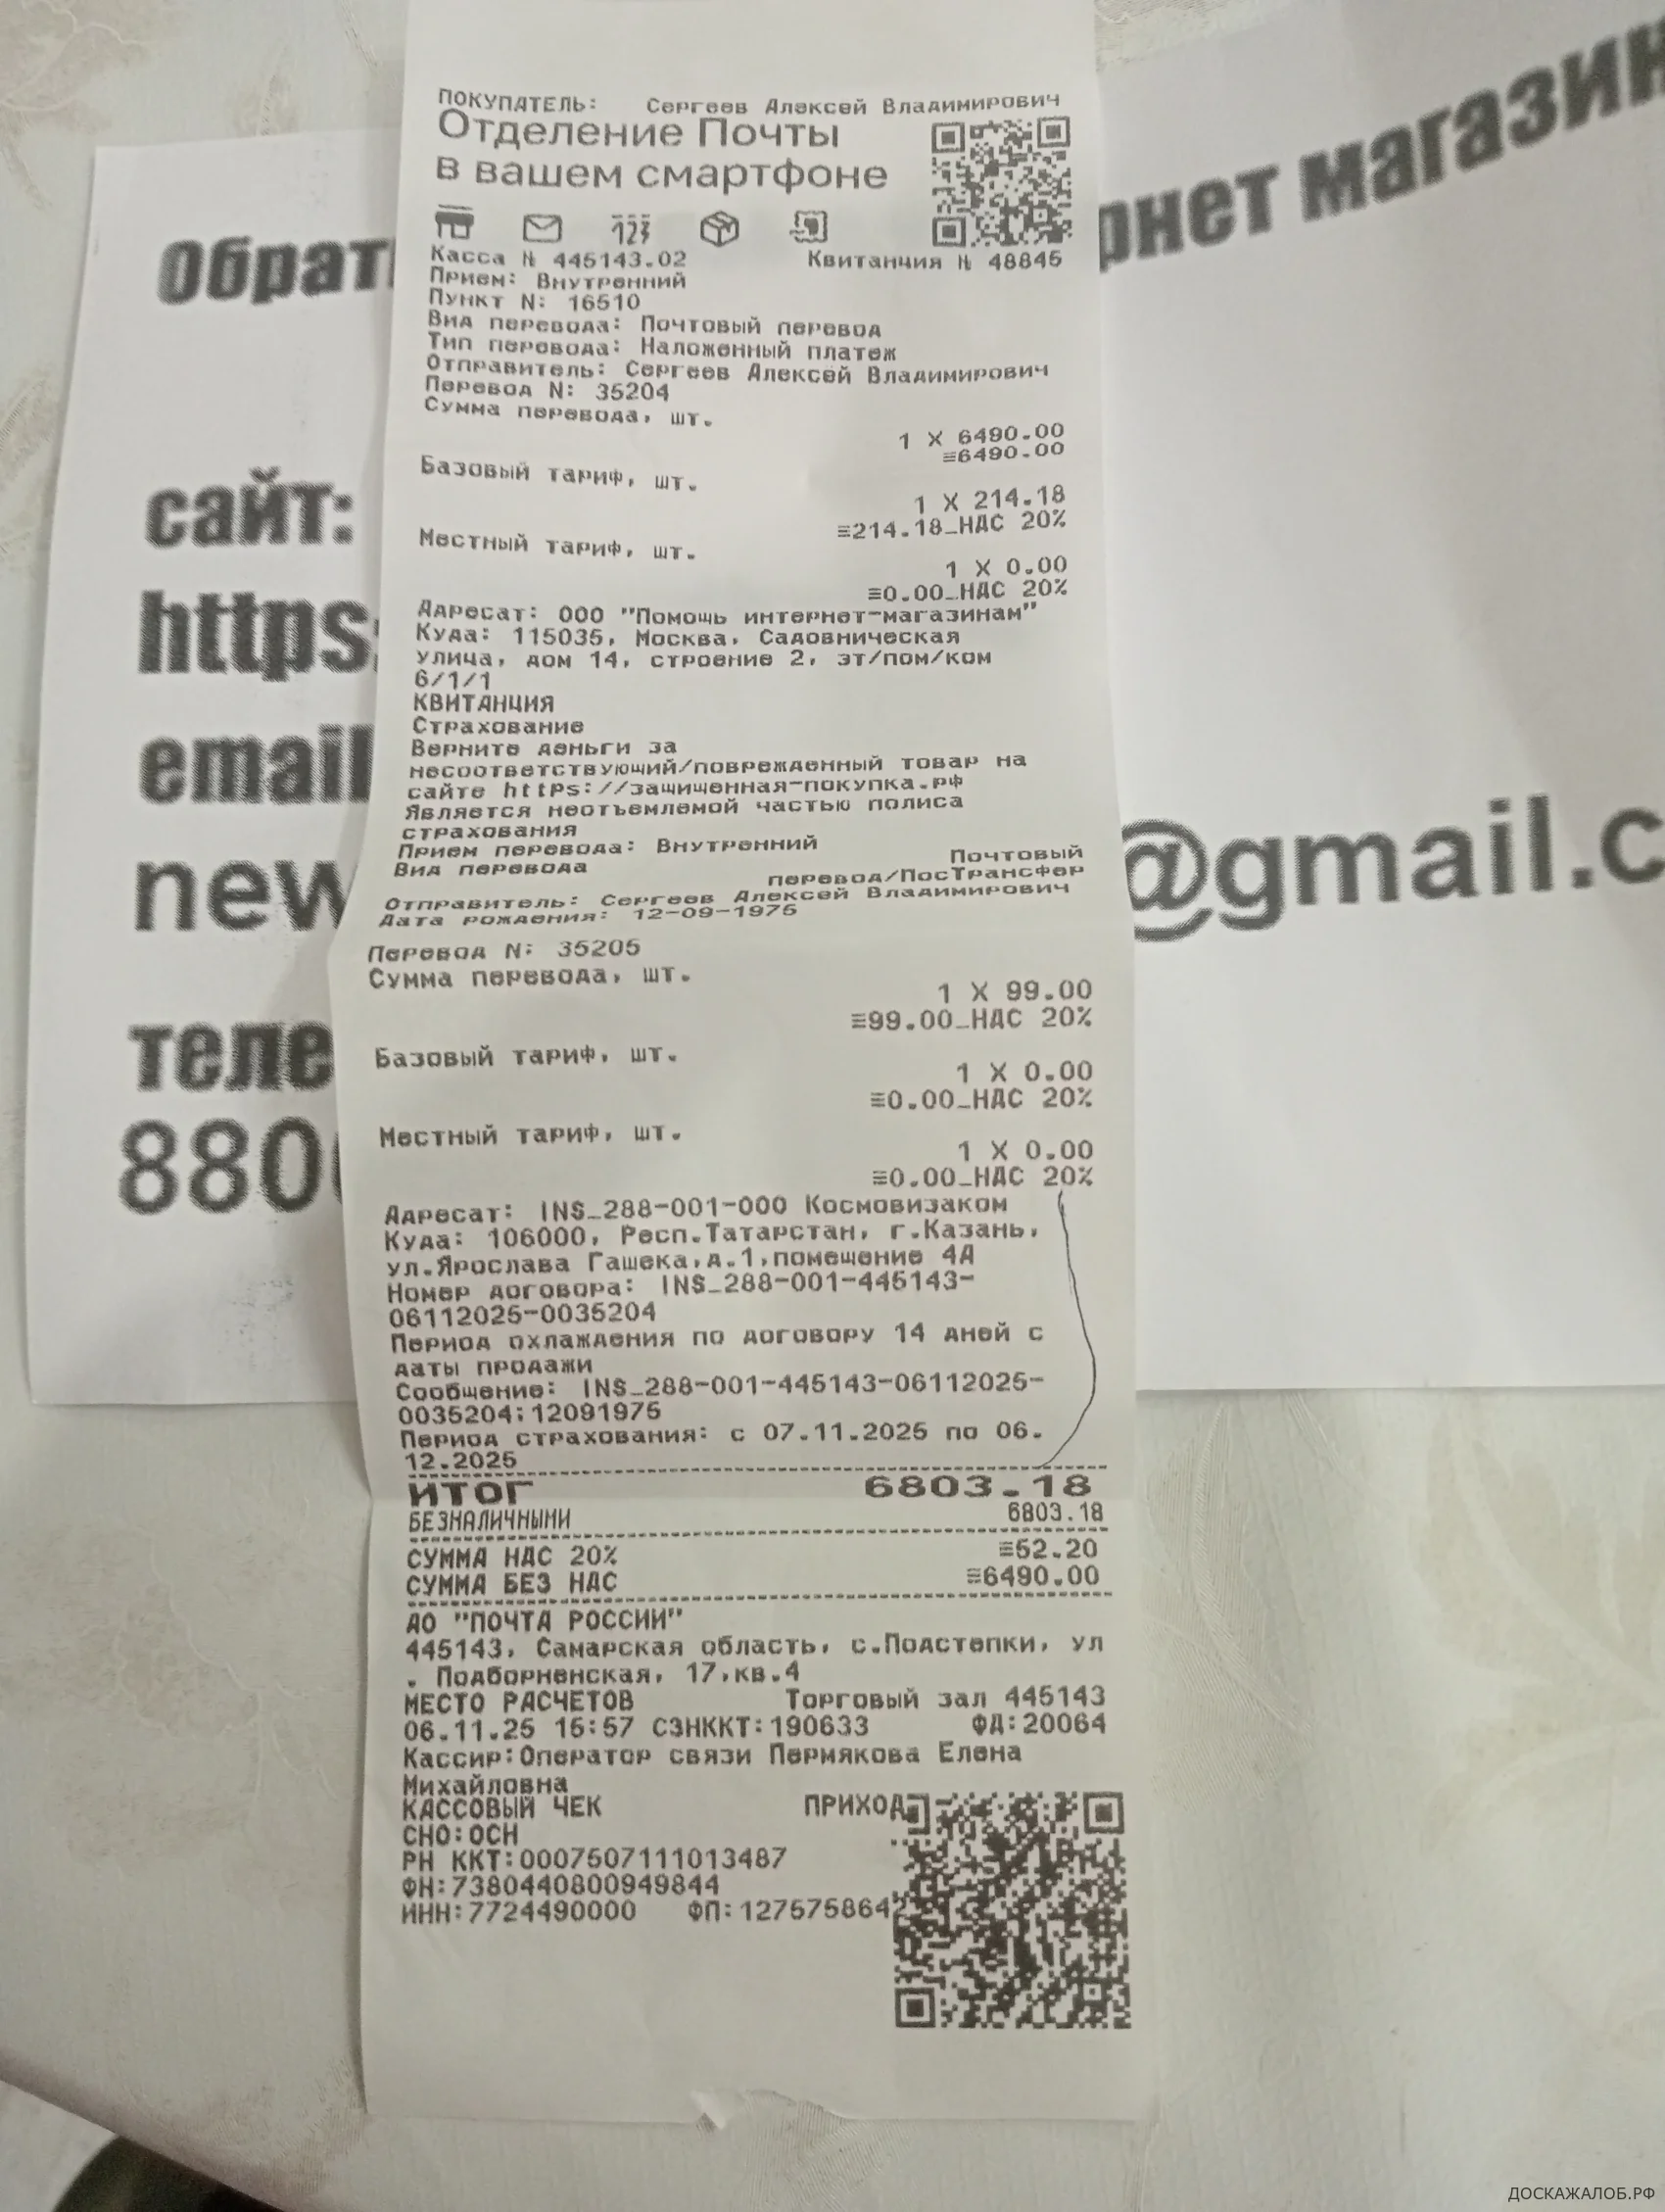 ПОКУПАТЕЛЬ: Сергеев Алексей Владимирович
Отделение Почты
в вашем смартфоне
Касса N 445143.02 Квитанция N 48845
Прием: Внутренний
Пункт N: 16510
Вид перевода: Почтовый перевод
Тип перевода: Наложенный платеж
Отправитель: Сергеев Алексей Владимирович
Перевод N: 35204
Сумма перевода, шт.
1 X 6490.00
≡6490.00
Базовый тариф, шт.
1 X 214.18
≡214.18_НДС 20%
Местный тариф, шт.
1 X 0.00
≡0.00_НДС 20%
Адресат: ООО "Помощь интернет-магазинам"
Куда: 115035, Москва, Садовническая
улица, дом 14, строение 2, эт/пом/ком
6/1/1
КВИТАНЦИЯ
Страхование
Верните деньги за
несоответствующий/поврежденный товар на
сайте https://защищенная-покупка.рф
Является неотъемлемой частью полиса
страхования
Прием перевода: Внутренний
Вид перевода Почтовый
перевод/ПосТрансфер
Отправитель: Сергеев Алексей Владимирович
Дата рождения: 12-09-1975
Перевод N: 35205
Сумма перевода, шт.
1 X 99.00
≡99.00_НДС 20%
Базовый тариф, шт.
1 X 0.00
≡0.00_НДС 20%
Местный тариф, шт.
1 X 0.00
≡0.00_НДС 20%
Адресат: INS_288-001-000 Космовизаком
Куда: 106000, Респ.Татарстан, г.Казань,
ул.Ярослава Гашека,д.1,помещение 4А
Номер договора: INS_288-001-445143-
06112025-0035204
Период охлаждения по договору 14 дней с
даты продажи
Сообщение: INS_288-001-445143-06112025-
0035204;12091975
Период страхования: с 07.11.2025 по 06.
12.2025
ИТОГ 6803.18
БЕЗНАЛИЧНЫМИ 6803.18
СУММА НДС 20% ≡52.20
СУММА БЕЗ НДС ≡6490.00
АО "ПОЧТА РОССИИ"
445143, Самарская область, с.Подстепки, ул
. Подборненская, 17,кв.4
МЕСТО РАСЧЕТОВ Торговый зал 445143
06.11.25 15:57 СЗНККТ:190633 ФД:20064
Кассир:Оператор связи Пермякова Елена
Михайловна
КАССОВЫЙ ЧЕК ПРИХОД
СНО:ОСН
РН ККТ:0007507111013487
ФН:7380440800949844
ИНН:7724490000 ФП:1275758642
Обрат рнет магазин
сайт:
https:
email
new @gmail.c
теле
880
ДОСКАЖАЛОБ.РФ